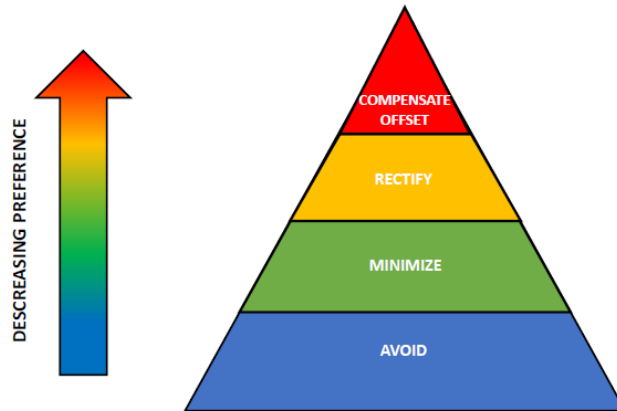 DESCREASING PREFERENCE
COMPENSATE
OFFSET
RECTIFY
MINIMIZE
AVOID